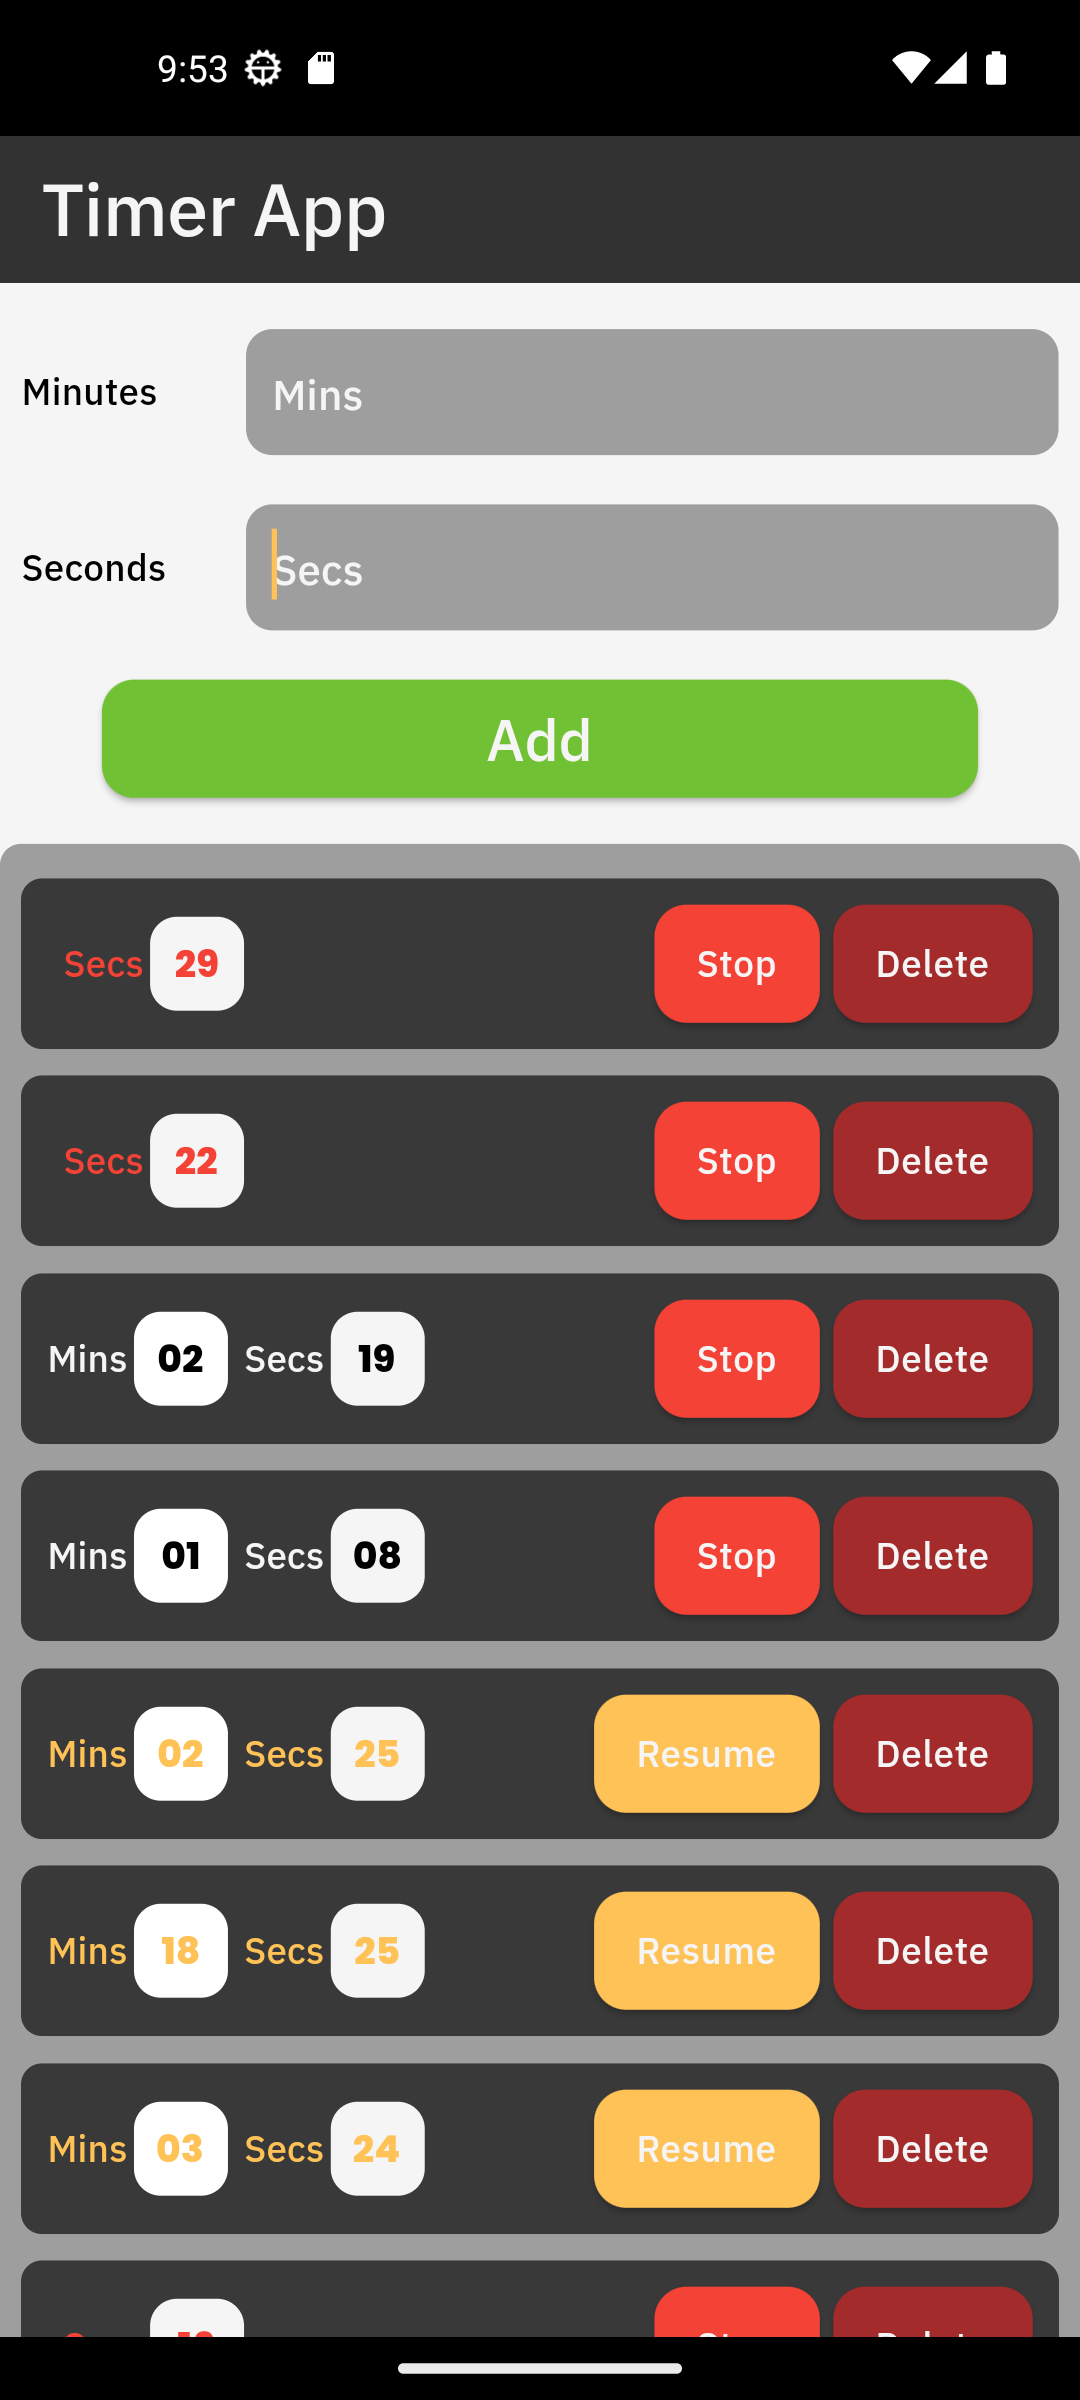 9:53
Timer App
Minutes Mins
Seconds Secs
Add
Secs 29 Stop Delete
Secs 22 Stop Delete
Mins 02 Secs 19 Stop Delete
Mins 01 Secs 08 Stop Delete
Mins 02 Secs 25 Resume Delete
Mins 18 Secs 25 Resume Delete
Mins 03 Secs 24 Resume Delete